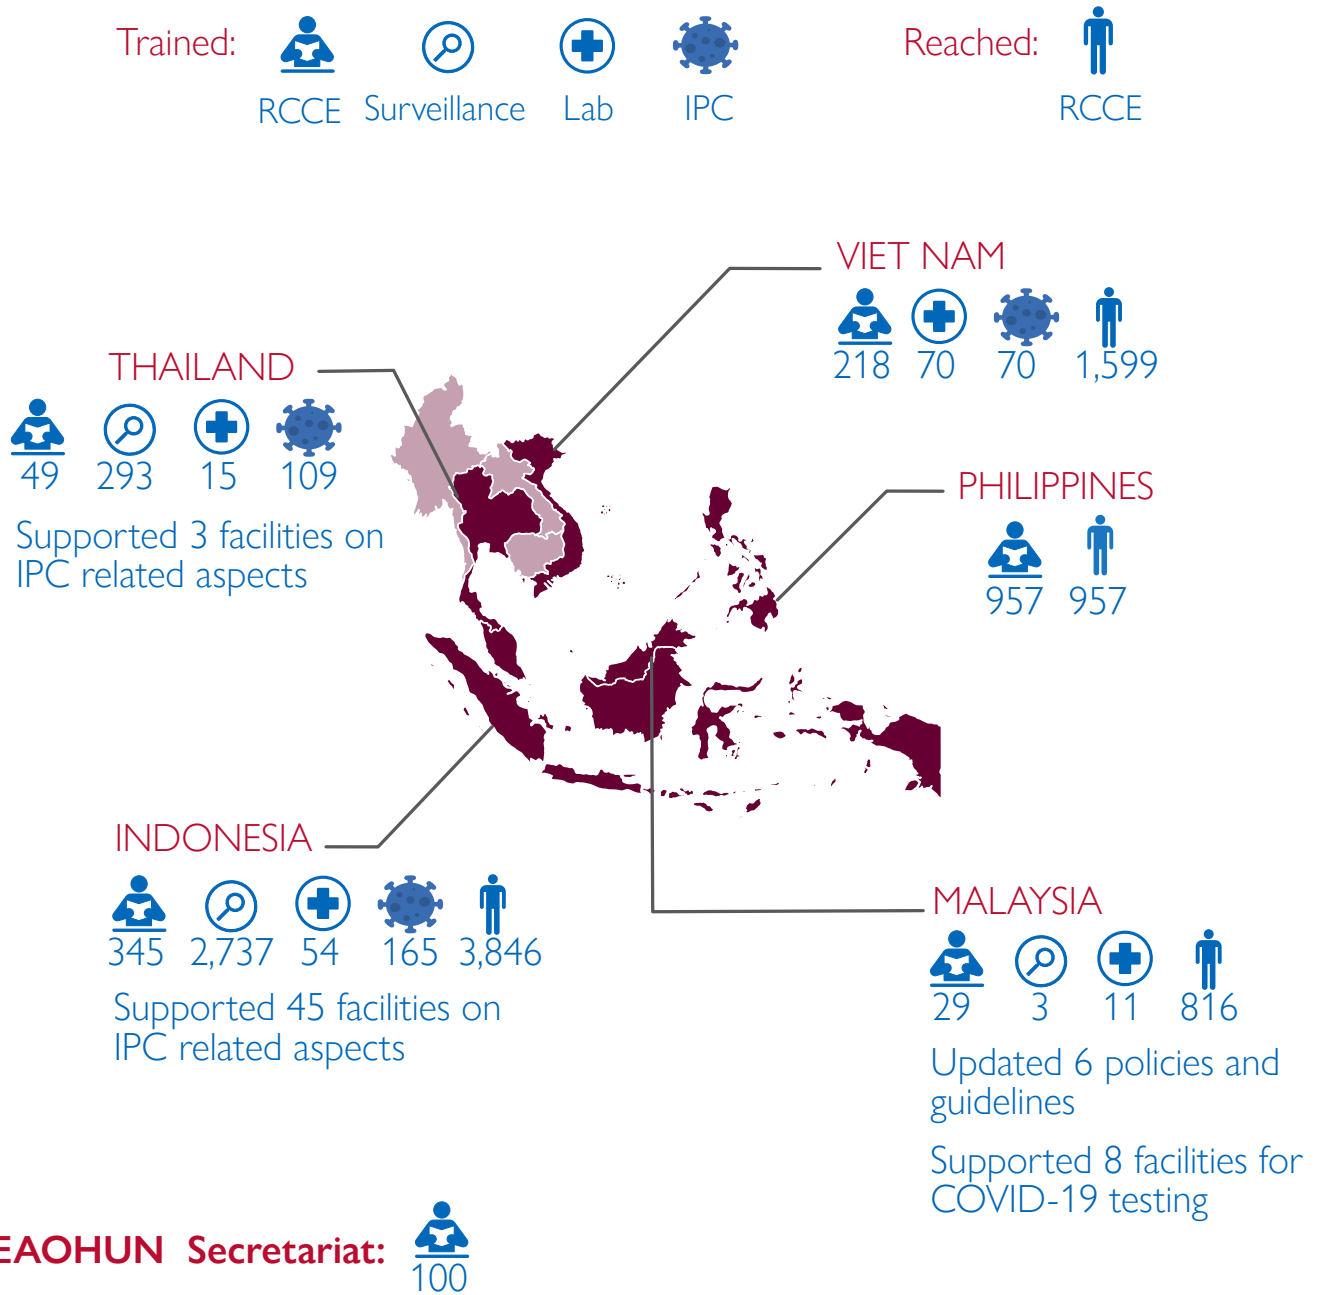 Trained:
RCCE Surveillance Lab IPC
Reached:
RCCE
VIET NAM
218 70 70 1,599
THAILAND
49 293 15 109
Supported 3 facilities on
IPC related aspects
PHILIPPINES
957 957
INDONESIA
345 2,737 54 165 3,846
Supported 45 facilities on
IPC related aspects
MALAYSIA
29 3 11 816
Updated 6 policies and
guidelines
Supported 8 facilities for
COVID-19 testing
EAOHUN Secretariat:
100